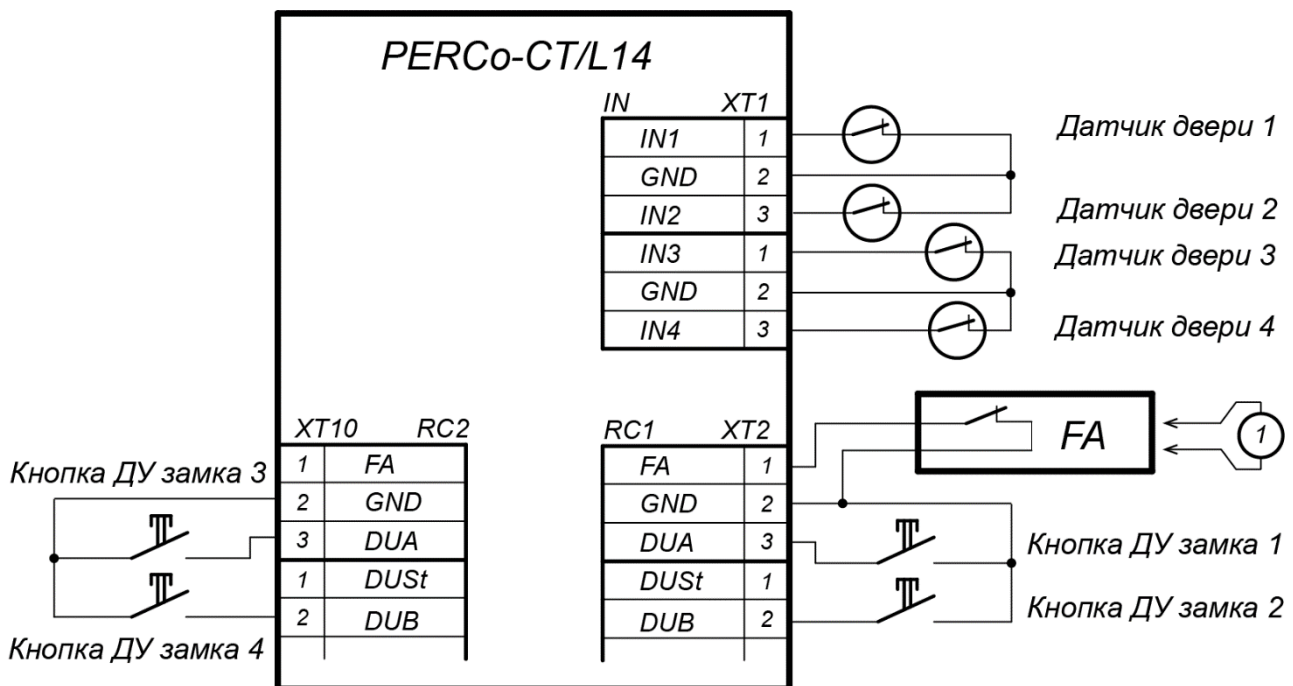 PERCo-CT/L14
IN XT1
IN1 1
GND 2
IN2 3
IN3 1
GND 2
IN4 3
Датчик двери 1
Датчик двери 2
Датчик двери 3
Датчик двери 4
XT10 RC2
1 FA
2 GND
3 DUA
1 DUSt
2 DUB
Кнопка ДУ замка 3
Кнопка ДУ замка 4
RC1 XT2
FA 1
GND 2
DUA 3
DUSt 1
DUB 2
FA
1
Кнопка ДУ замка 1
Кнопка ДУ замка 2